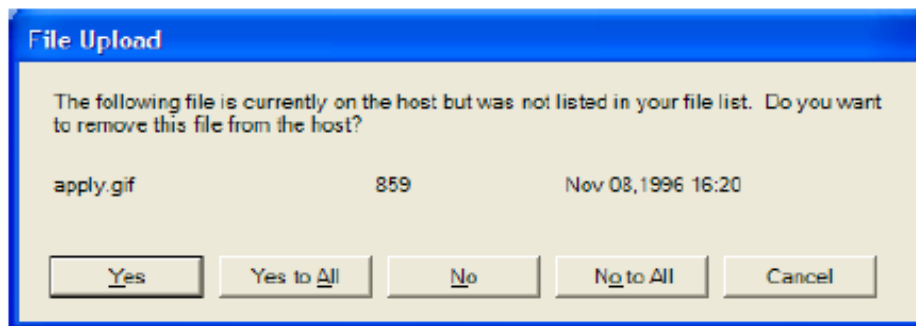 File Upload
The following file is currently on the host but was not listed in your file list. Do you want
to remove this file from the host?
apply.gif 859 Nov 08,1996 16:20
Yes Yes to All No No to All Cancel